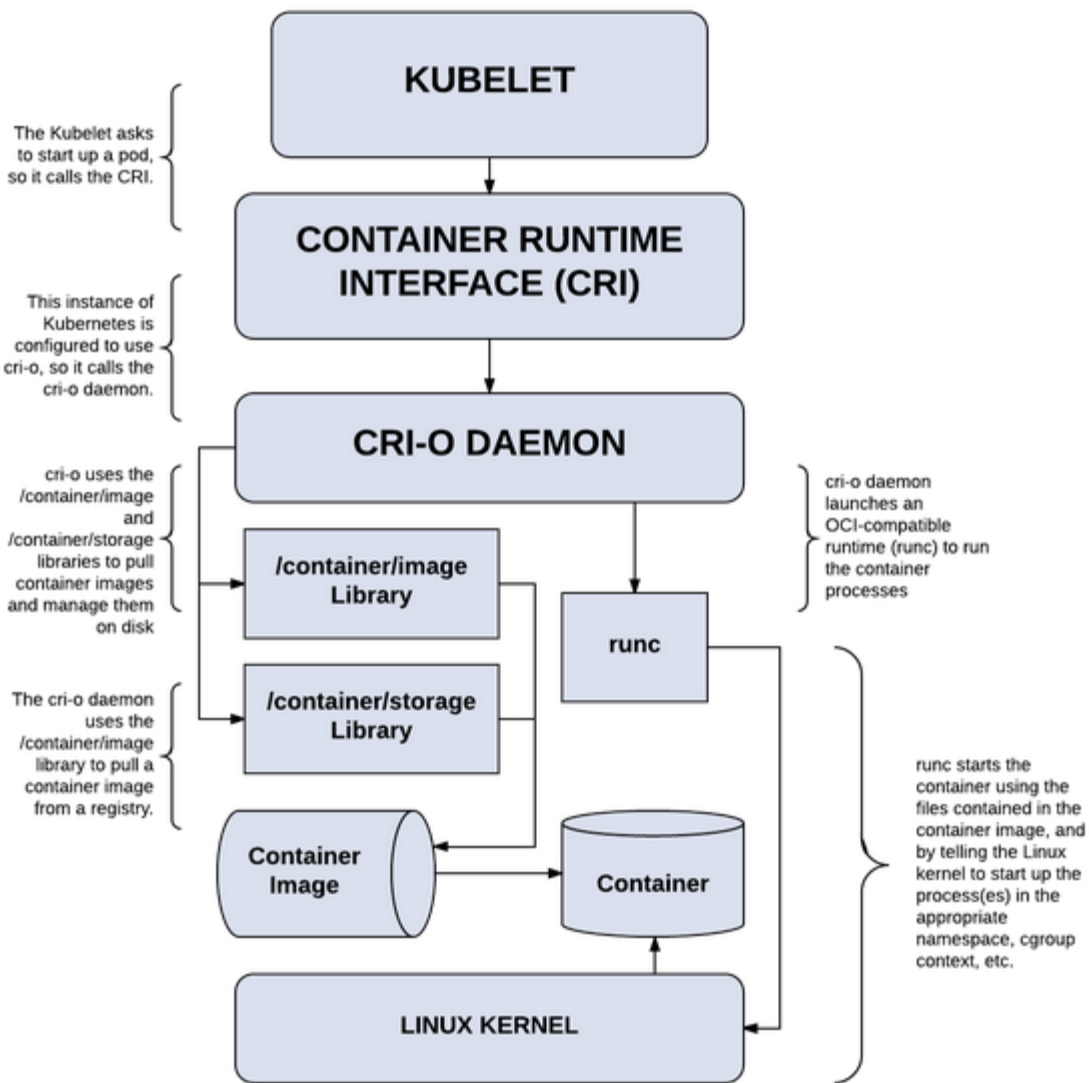 KUBELET
The Kubelet asks
to start up a pod,
so it calls the CRI.
CONTAINER RUNTIME
INTERFACE (CRI)
This instance of
Kubernetes is
configured to use
cri-o, so it calls the
cri-o daemon.
CRI-O DAEMON
cri-o uses the
/container/image
and
/container/storage
libraries to pull
container images
and manage them
on disk
cri-o daemon
launches an
OCI-compatible
runtime (runc) to run
the container
processes
/container/image
Library
runc
/container/storage
Library
The cri-o daemon
uses the
/container/image
library to pull a
container image
from a registry.
runc starts the
container using the
files contained in the
container image, and
by telling the Linux
kernel to start up the
process(es) in the
appropriate
namespace, cgroup
context, etc.
Container
Image
Container
LINUX KERNEL